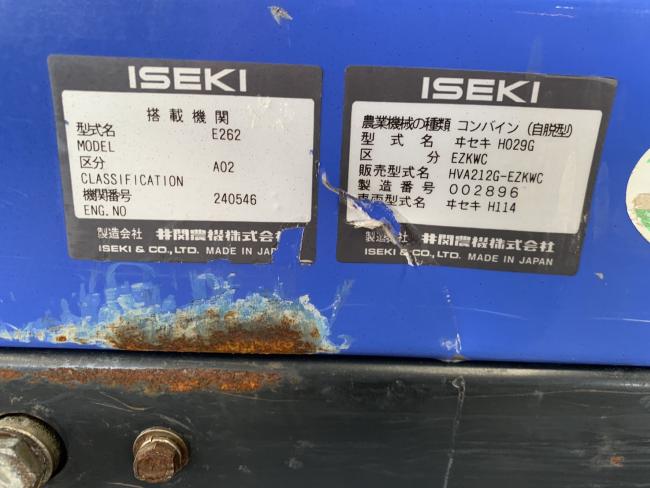 ISEKI
搭載機関
型式名 E262
MODEL
区分 A02
CLASSIFICATION
機関番号 240546
ENG.NO
製造会社 井関農機株式会
ISEKI & CO.,LTD. MADE IN JAPA
ISEKI
農業機械の種類 コンバイン (自脱型)
型式名 ヰセキ HO29G
区分 EZKWC
販売型式名 HVA212G-EZKWC
製造番号 002896
車両型式名 ヰセキ H114
製造会社 井関農機株式会社
ISEKI & CO.,LTD. MADE IN JAPAN